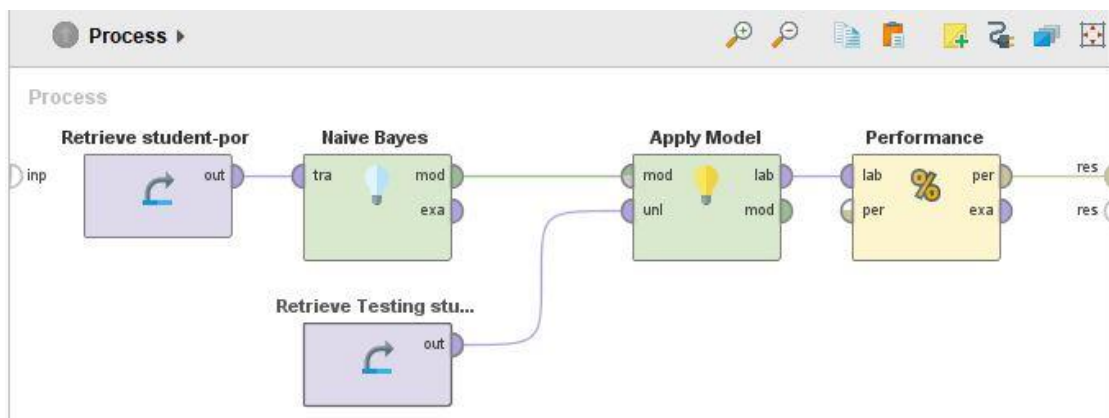 Process
Process
Retrieve student-por
Naive Bayes
Apply Model
Performance
inp
out
tra
mod
exa
mod
unl
lab
mod
lab
per
per
exa
res
res
Retrieve Testing stu...
out
%